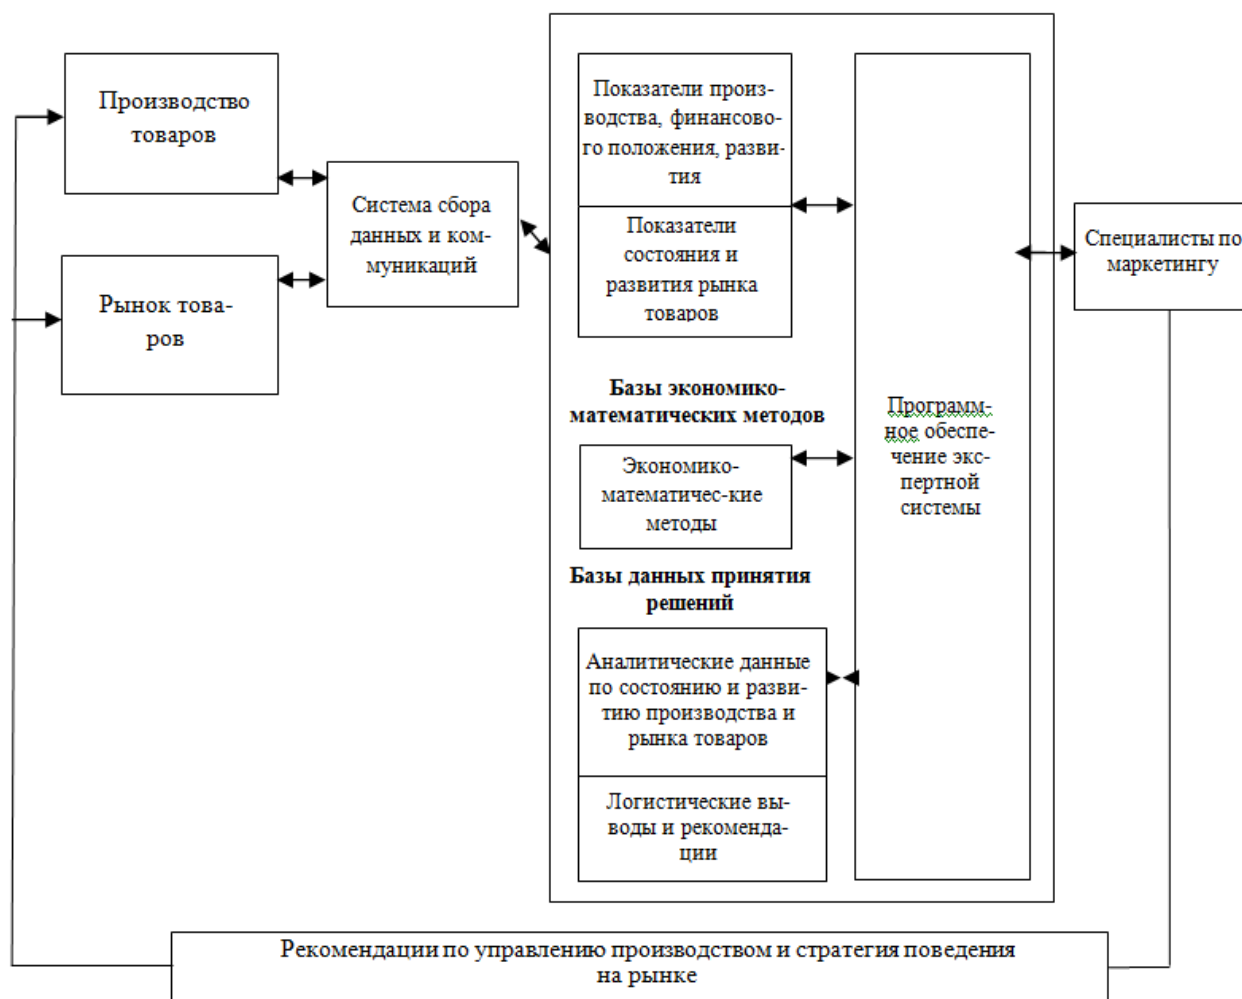 Производство
товаров
Рынок това-
ров
Система сбора
данных и ком-
муникаций
Показатели произ-
водства, финансово-
го положения, разви-
тия
Показатели
состояния и
развития рынка
товаров
Базы экономико-
математических методов
Экономико-
математичес-кие
методы
Базы данных принятия
решений
Аналитические данные
по состоянию и разви-
тию производства и
рынка товаров
Логистические вы-
воды и рекоменда-
ции
Программ-
ное обеспе-
чение экс-
пертной
системы
Специалисты по
маркетингу
Рекомендации по управлению производством и стратегия поведения
на рынке